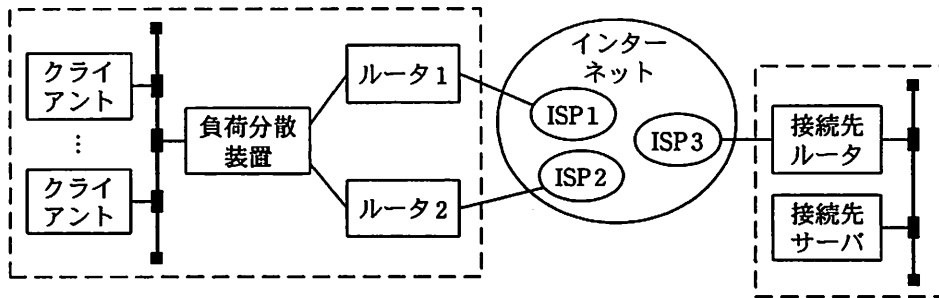 クライ
アント
⋮
クライ
アント
負荷分散
装置
ルータ1
ルータ2
インター
ネット
ISP1
ISP2
ISP3
接続先
ルータ
接続先
サーバ